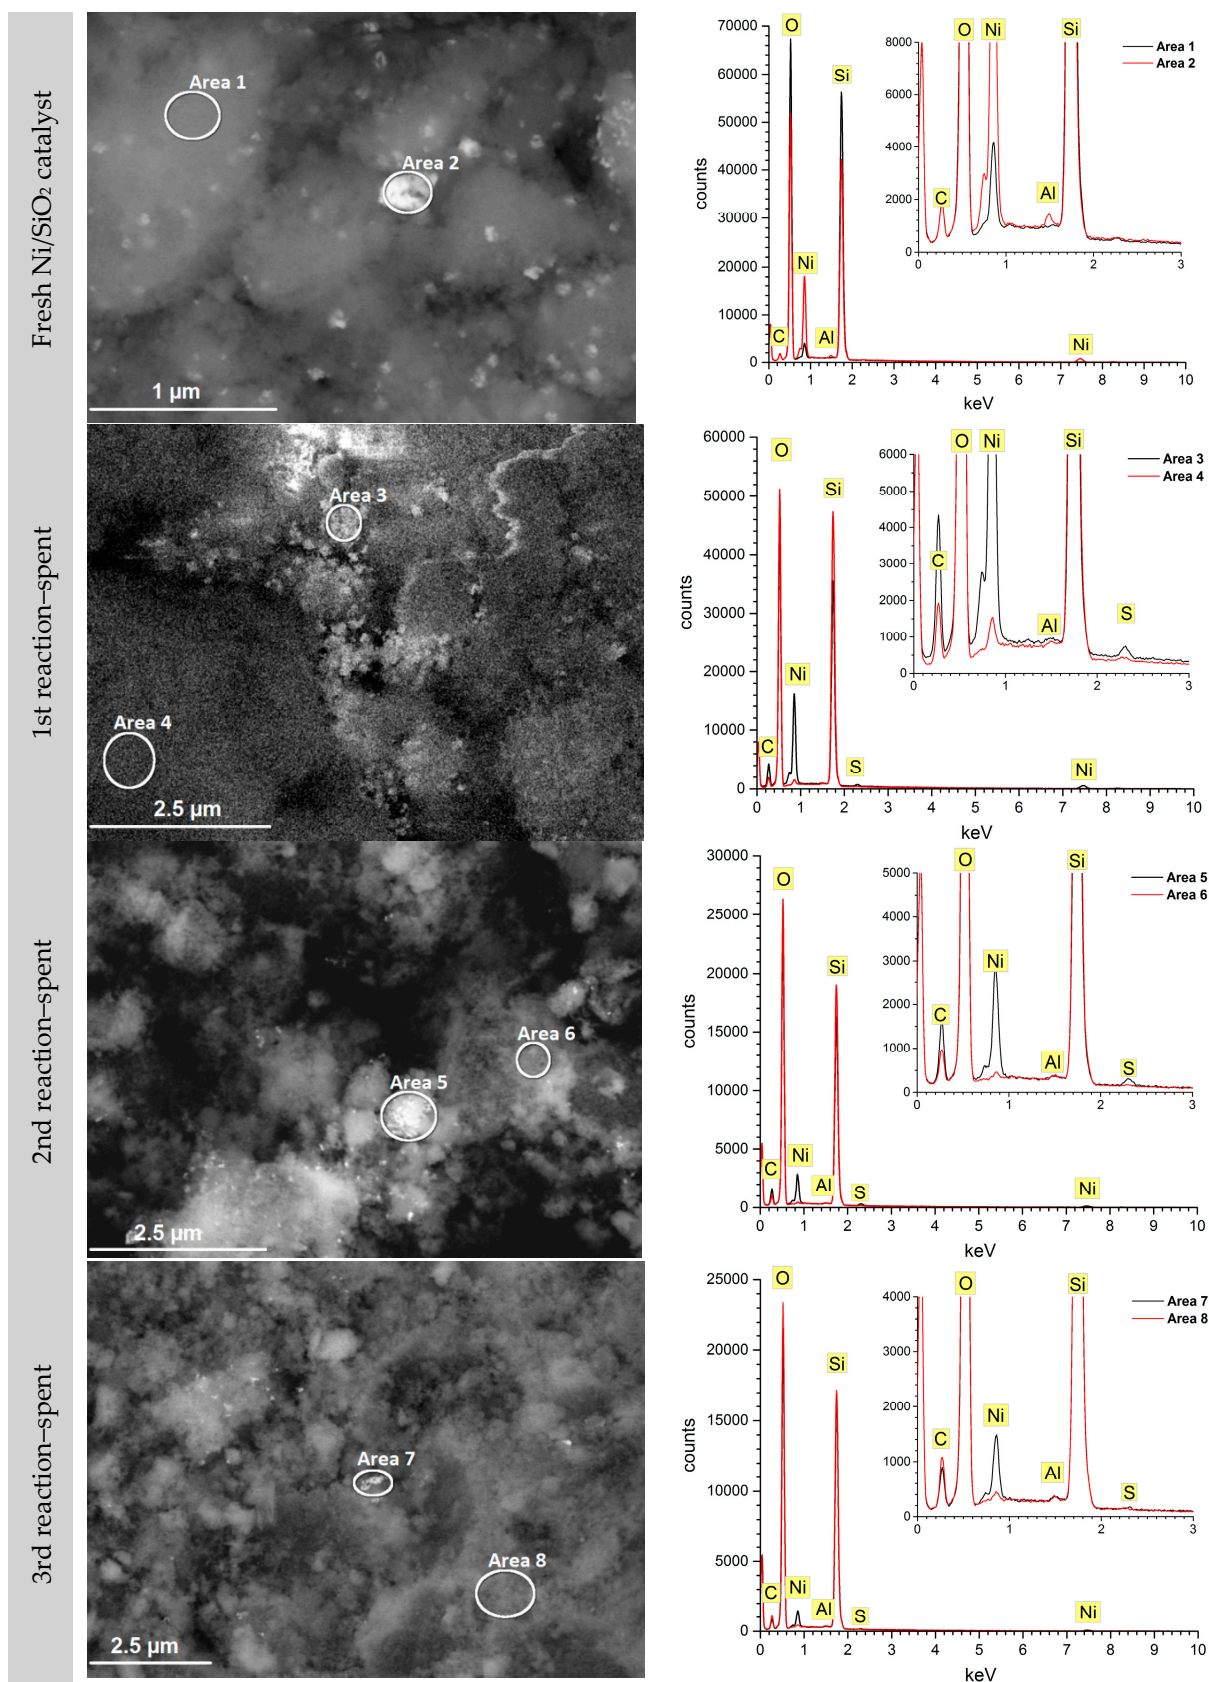 Fresh Ni/SiO₂ catalyst
Area 1
Area 2
1 µm
70000
60000
50000
40000
30000
20000
10000
0
counts
O
Si
Ni
C
Al
Ni
0 1 2 3 4 5 6 7 8 9 10
keV
8000
6000
4000
2000
0
O
Ni
Si
C
Al
0 1 2 3
Area 1
Area 2
1st reaction–spent
Area 3
Area 4
2.5 µm
60000
50000
40000
30000
20000
10000
0
counts
O
Si
Ni
C
S
Ni
0 1 2 3 4 5 6 7 8 9 10
keV
6000
5000
4000
3000
2000
1000
0
O
Ni
Si
C
Al
S
0 1 2 3
Area 3
Area 4
2nd reaction–spent
Area 6
Area 5
2.5 µm
30000
25000
20000
15000
10000
5000
0
counts
O
Si
Ni
C
Al
S
Ni
0 1 2 3 4 5 6 7 8 9 10
keV
5000
4000
3000
2000
1000
0
O
Si
Ni
C
Al
S
0 1 2 3
Area 5
Area 6
3rd reaction–spent
Area 7
Area 8
2.5 µm
25000
20000
15000
10000
5000
0
counts
O
Si
Ni
C
Al
S
Ni
0 1 2 3 4 5 6 7 8 9 10
keV
4000
3000
2000
1000
0
O
Si
Ni
C
Al
S
0 1 2 3
Area 7
Area 8